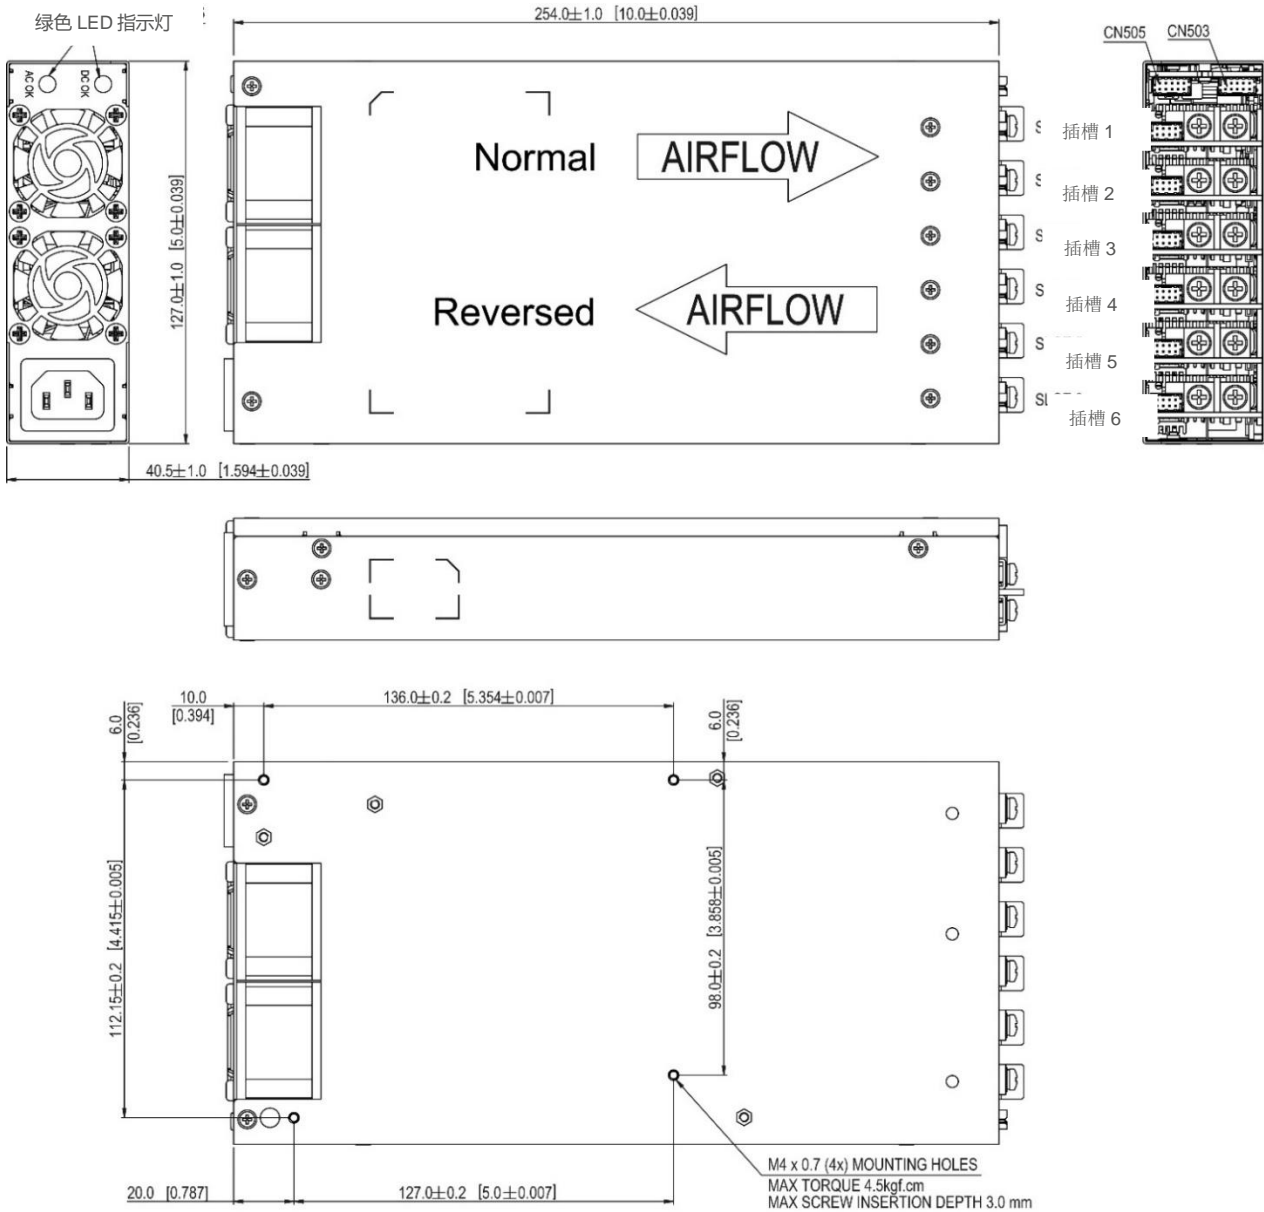 绿色 LED 指示灯
254.0±1.0 [10.0±0.039]
CN505
CN503
AC OK
DC OK
127.0±1.0 [5.0±0.039]
Normal
AIRFLOW
Reversed
AIRFLOW
插槽 1
插槽 2
插槽 3
插槽 4
插槽 5
插槽 6
40.5±1.0 [1.594±0.039]
10.0
[0.394]
136.0±0.2 [5.354±0.007]
6.0
[0.236]
6.0
[0.236]
112.15±0.2 [4.415±0.005]
98.0±0.2 [3.858±0.005]
20.0 [0.787]
127.0±0.2 [5.0±0.007]
M4 x 0.7 (4x) MOUNTING HOLES
MAX TORQUE 4.5kgf.cm
MAX SCREW INSERTION DEPTH 3.0 mm